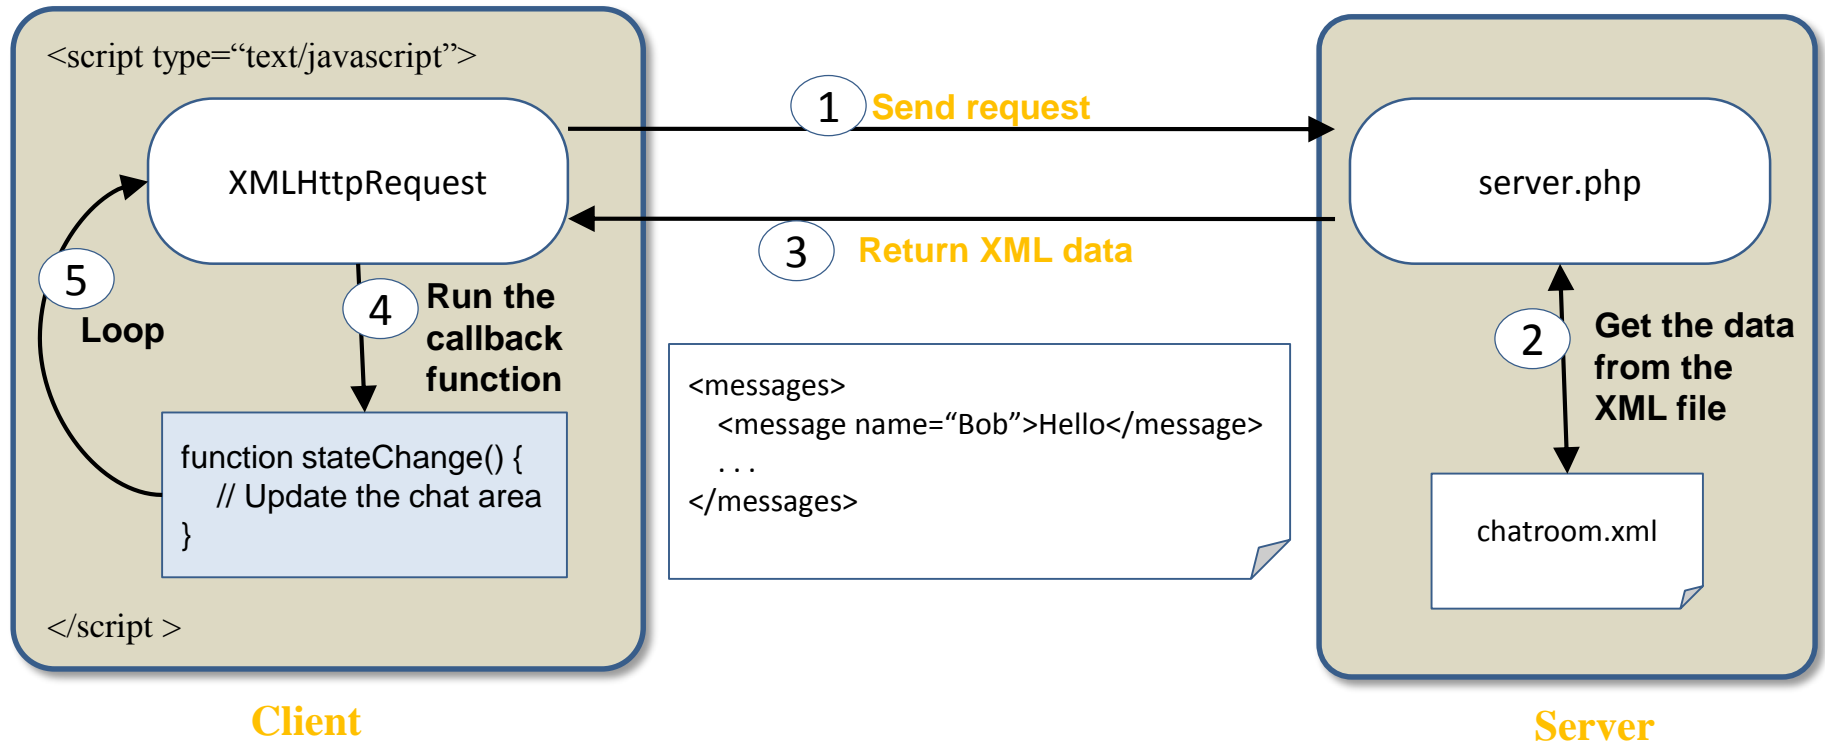 <script type=“text/javascript”>
XMLHttpRequest
1
Send request
3
Return XML data
5
Loop
4
Run the
callback
function
function stateChange() {
// Update the chat area
}
</script >
Client
<messages>
<message name=“Bob”>Hello</message>
. . .
</messages>
server.php
2
Get the data
from the
XML file
chatroom.xml
Server